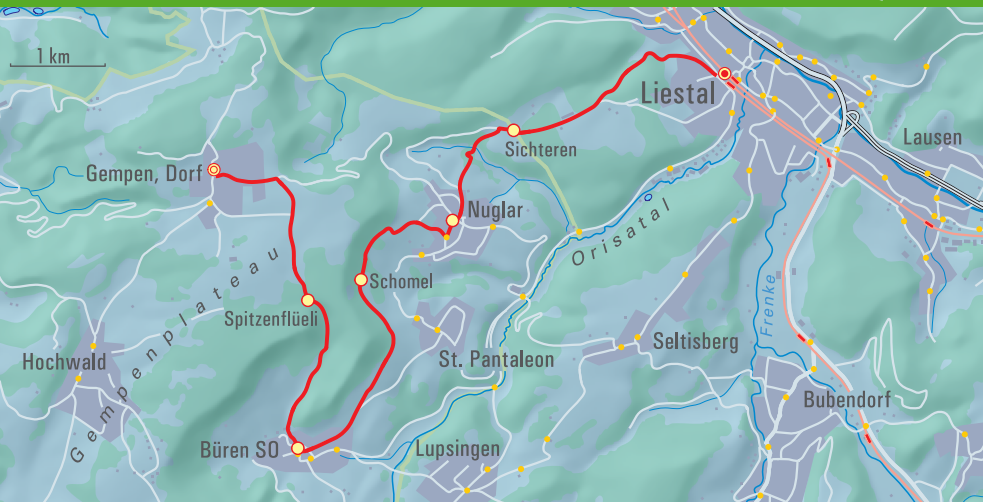 1 km
Liestal
Lausen
Sichteren
Gempen, Dorf
Nuglar
Orisatal
Schomel
Frenke
Spitzenflüeli
Gempenplateau
Seltisberg
Hochwald
St. Pantaleon
Bubendorf
Büren SO
Lupsingen